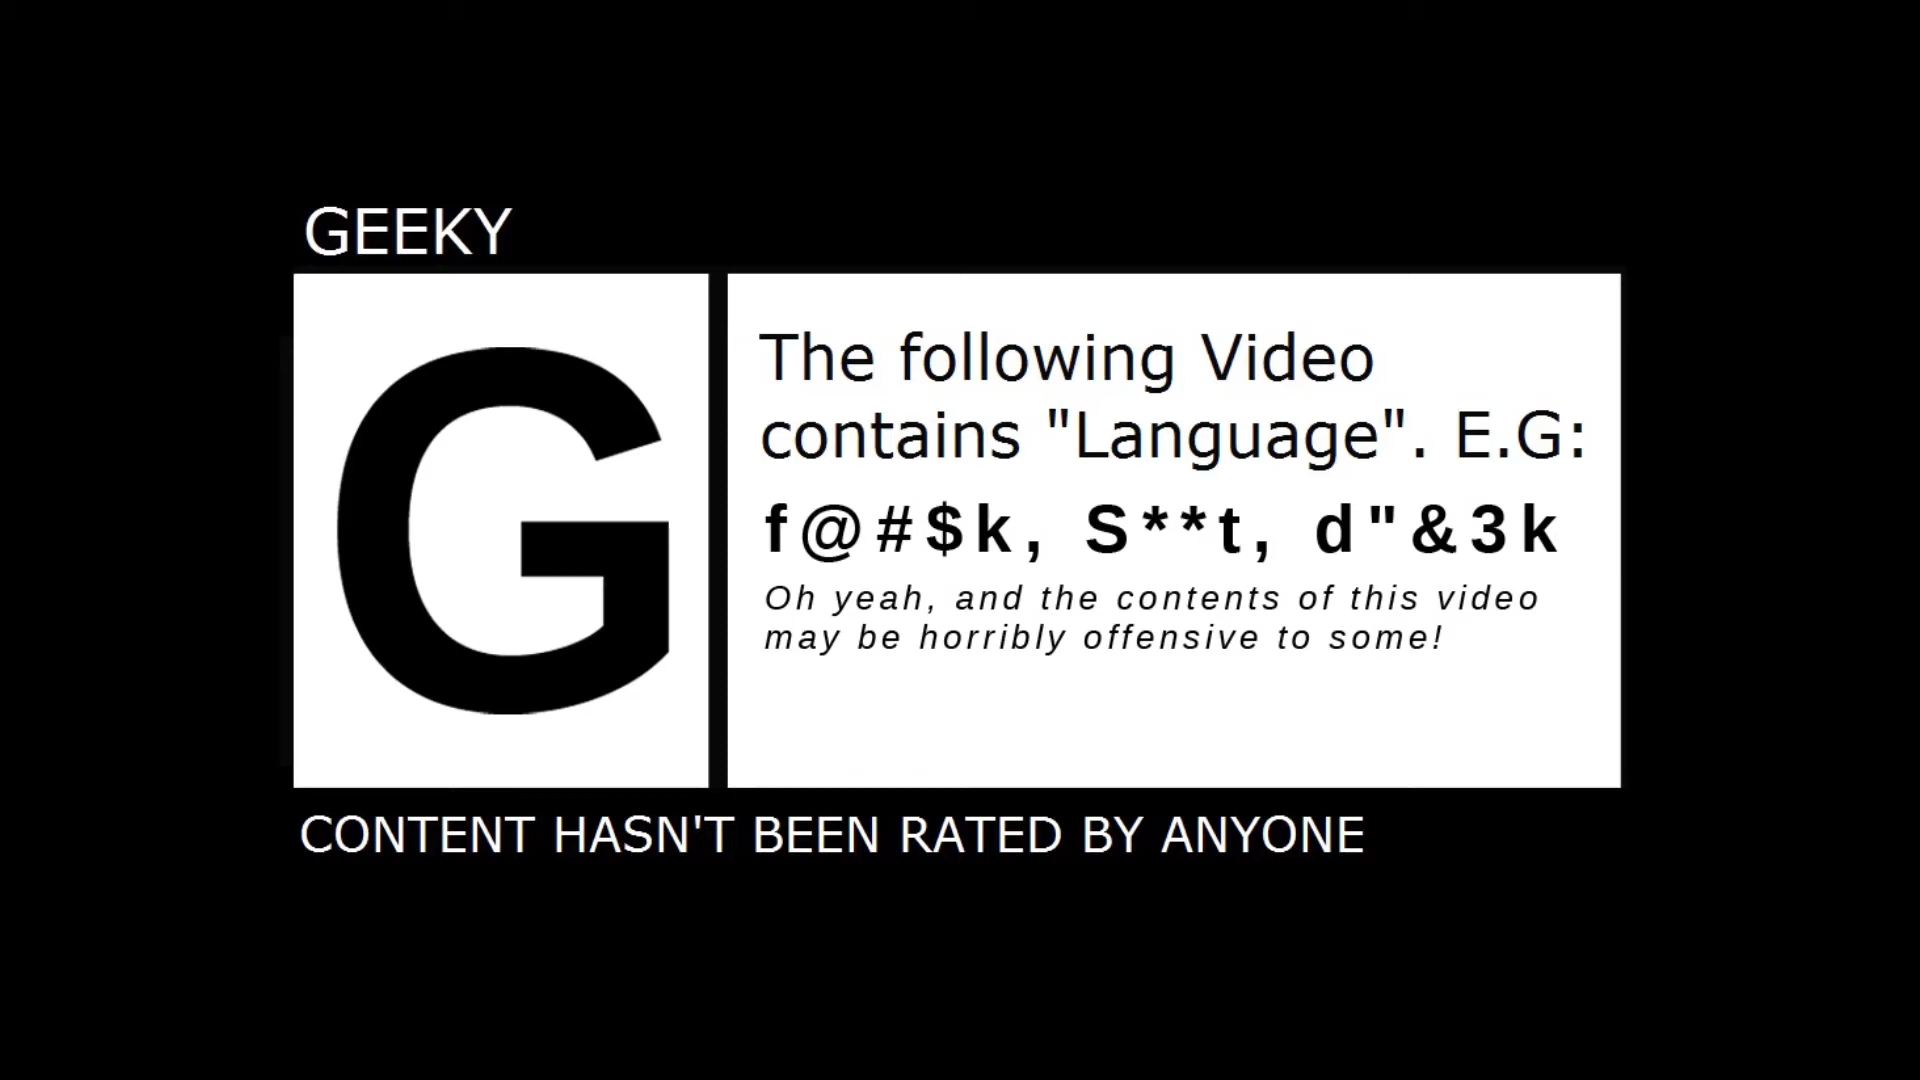 GEEKY
G
The following Video
contains "Language". E.G:
f@#$k, S**t, d"&3k
Oh yeah, and the contents of this video
may be horribly offensive to some!
CONTENT HASN'T BEEN RATED BY ANYONE